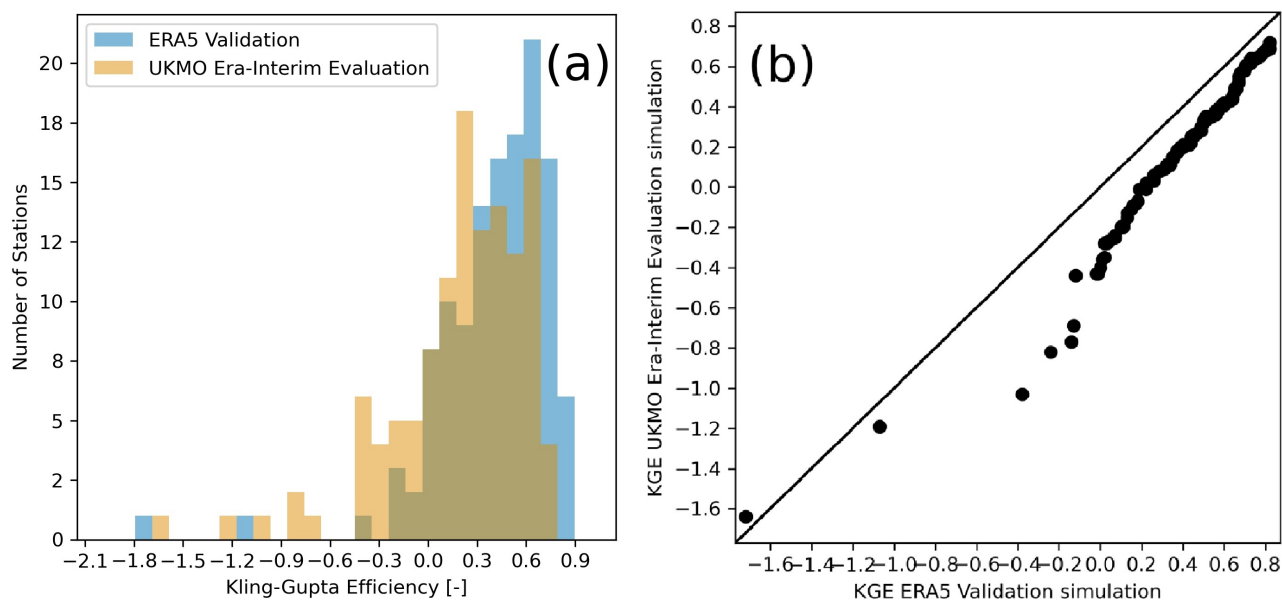 ERA5 Validation
UKMO Era-Interim Evaluation
(a)
Number of Stations
20
18
15
12
10
8
5
2
0
−2.1 −1.8 −1.5 −1.2 −0.9 −0.6 −0.3 0.0 0.3 0.6 0.9
Kling-Gupta Efficiency [-]
(b)
KGE UKMO Era-Interim Evaluation simulation
0.8
0.6
0.4
0.2
0.0
−0.2
−0.4
−0.6
−0.8
−1.0
−1.2
−1.4
−1.6
−1.6 −1.4 −1.2 −1.0 −0.8 −0.6 −0.4 −0.2 0.0 0.2 0.4 0.6 0.8
KGE ERA5 Validation simulation